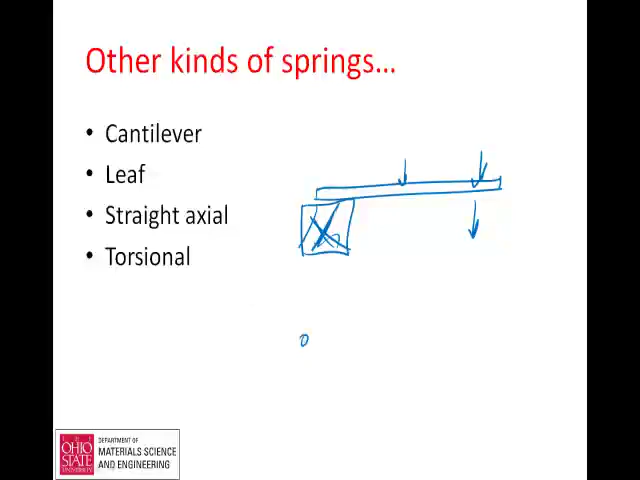 Other kinds of springs...
• Cantilever
• Leaf
• Straight axial
• Torsional
T · H · E
OHIO
STATE
UNIVERSITY
DEPARTMENT OF
MATERIALS SCIENCE
AND ENGINEERING